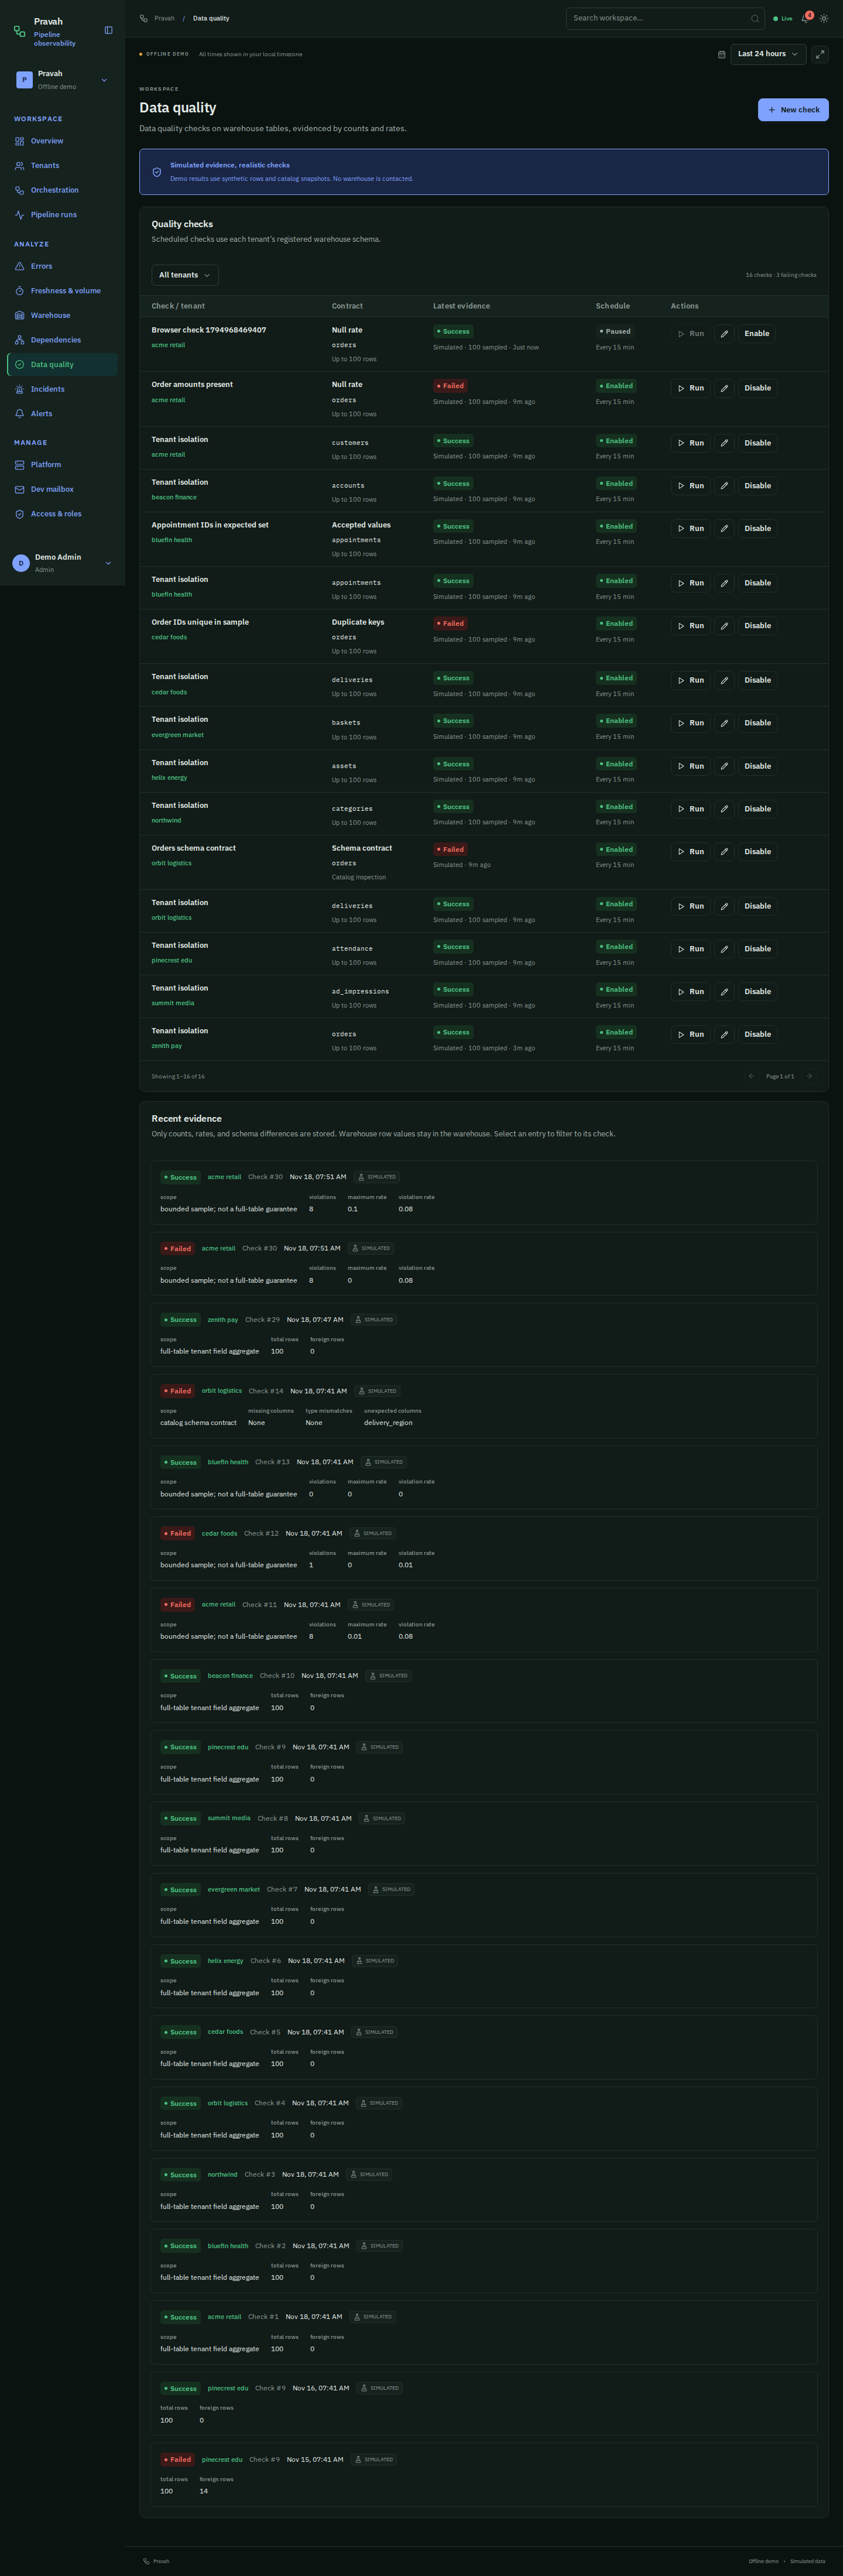 Pravah
Pipeline
observability
P Pravah
Offline demo
WORKSPACE
Overview
Tenants
Orchestration
Pipeline runs
ANALYZE
Errors
Freshness & volume
Warehouse
Dependencies
Data quality
Incidents
Alerts
MANAGE
Platform
Dev mailbox
Access & roles
D Demo Admin
Admin
Pravah / Data quality
Search workspace...
Live
4
OFFLINE DEMO All times shown in your local timezone
Last 24 hours
WORKSPACE
Data quality
Data quality checks on warehouse tables, evidenced by counts and rates.
New check
Simulated evidence, realistic checks
Demo results use synthetic rows and catalog snapshots. No warehouse is contacted.
Quality checks
Scheduled checks use each tenant's registered warehouse schema.
All tenants
16 checks · 3 failing checks
Check / tenant Contract Latest evidence Schedule Actions
Browser check 1794968469407 Null rate Success Paused Run Enable
acme retail orders Simulated · 100 sampled · Just now Every 15 min
Up to 100 rows
Order amounts present Null rate Failed Enabled Run Disable
acme retail orders Simulated · 100 sampled · 9m ago Every 15 min
Up to 100 rows
Tenant isolation customers Success Enabled Run Disable
acme retail Up to 100 rows Simulated · 100 sampled · 9m ago Every 15 min
Tenant isolation accounts Success Enabled Run Disable
beacon finance Up to 100 rows Simulated · 100 sampled · 9m ago Every 15 min
Appointment IDs in expected set Accepted values Success Enabled Run Disable
bluefin health appointments Simulated · 100 sampled · 9m ago Every 15 min
Up to 100 rows
Tenant isolation appointments Success Enabled Run Disable
bluefin health Up to 100 rows Simulated · 100 sampled · 9m ago Every 15 min
Order IDs unique in sample Duplicate keys Failed Enabled Run Disable
cedar foods orders Simulated · 100 sampled · 9m ago Every 15 min
Up to 100 rows
Tenant isolation deliveries Success Enabled Run Disable
cedar foods Up to 100 rows Simulated · 100 sampled · 9m ago Every 15 min
Tenant isolation baskets Success Enabled Run Disable
evergreen market Up to 100 rows Simulated · 100 sampled · 9m ago Every 15 min
Tenant isolation assets Success Enabled Run Disable
helix energy Up to 100 rows Simulated · 100 sampled · 9m ago Every 15 min
Tenant isolation categories Success Enabled Run Disable
northwind Up to 100 rows Simulated · 100 sampled · 9m ago Every 15 min
Orders schema contract Schema contract Failed Enabled Run Disable
orbit logistics orders Simulated · 9m ago Every 15 min
Catalog inspection
Tenant isolation deliveries Success Enabled Run Disable
orbit logistics Up to 100 rows Simulated · 100 sampled · 9m ago Every 15 min
Tenant isolation attendance Success Enabled Run Disable
pinecrest edu Up to 100 rows Simulated · 100 sampled · 9m ago Every 15 min
Tenant isolation ad_impressions Success Enabled Run Disable
summit media Up to 100 rows Simulated · 100 sampled · 9m ago Every 15 min
Tenant isolation orders Success Enabled Run Disable
zenith pay Up to 100 rows Simulated · 100 sampled · 3m ago Every 15 min
Showing 1–16 of 16 Page 1 of 1
Recent evidence
Only counts, rates, and schema differences are stored. Warehouse row values stay in the warehouse. Select an entry to filter to its check.
Success acme retail Check #30 Nov 18, 07:51 AM SIMULATED
scope violations maximum rate violation rate
bounded sample; not a full-table guarantee 8 0.1 0.08
Failed acme retail Check #30 Nov 18, 07:51 AM SIMULATED
scope violations maximum rate violation rate
bounded sample; not a full-table guarantee 8 0 0.08
Success zenith pay Check #29 Nov 18, 07:47 AM SIMULATED
scope total rows foreign rows
full-table tenant field aggregate 100 0
Failed orbit logistics Check #14 Nov 18, 07:41 AM SIMULATED
scope missing columns type mismatches unexpected columns
catalog schema contract None None delivery_region
Success bluefin health Check #13 Nov 18, 07:41 AM SIMULATED
scope violations maximum rate violation rate
bounded sample; not a full-table guarantee 0 0 0
Failed cedar foods Check #12 Nov 18, 07:41 AM SIMULATED
scope violations maximum rate violation rate
bounded sample; not a full-table guarantee 1 0 0.01
Failed acme retail Check #11 Nov 18, 07:41 AM SIMULATED
scope violations maximum rate violation rate
bounded sample; not a full-table guarantee 8 0.01 0.08
Success beacon finance Check #10 Nov 18, 07:41 AM SIMULATED
scope total rows foreign rows
full-table tenant field aggregate 100 0
Success pinecrest edu Check #9 Nov 18, 07:41 AM SIMULATED
scope total rows foreign rows
full-table tenant field aggregate 100 0
Success summit media Check #8 Nov 18, 07:41 AM SIMULATED
scope total rows foreign rows
full-table tenant field aggregate 100 0
Success evergreen market Check #7 Nov 18, 07:41 AM SIMULATED
scope total rows foreign rows
full-table tenant field aggregate 100 0
Success helix energy Check #6 Nov 18, 07:41 AM SIMULATED
scope total rows foreign rows
full-table tenant field aggregate 100 0
Success cedar foods Check #5 Nov 18, 07:41 AM SIMULATED
scope total rows foreign rows
full-table tenant field aggregate 100 0
Success orbit logistics Check #4 Nov 18, 07:41 AM SIMULATED
scope total rows foreign rows
full-table tenant field aggregate 100 0
Success northwind Check #3 Nov 18, 07:41 AM SIMULATED
scope total rows foreign rows
full-table tenant field aggregate 100 0
Success bluefin health Check #2 Nov 18, 07:41 AM SIMULATED
scope total rows foreign rows
full-table tenant field aggregate 100 0
Success acme retail Check #1 Nov 18, 07:41 AM SIMULATED
scope total rows foreign rows
full-table tenant field aggregate 100 0
Success pinecrest edu Check #9 Nov 16, 07:41 AM SIMULATED
total rows foreign rows
100 0
Failed pinecrest edu Check #9 Nov 15, 07:41 AM SIMULATED
total rows foreign rows
100 14
Pravah Offline demo • Simulated data